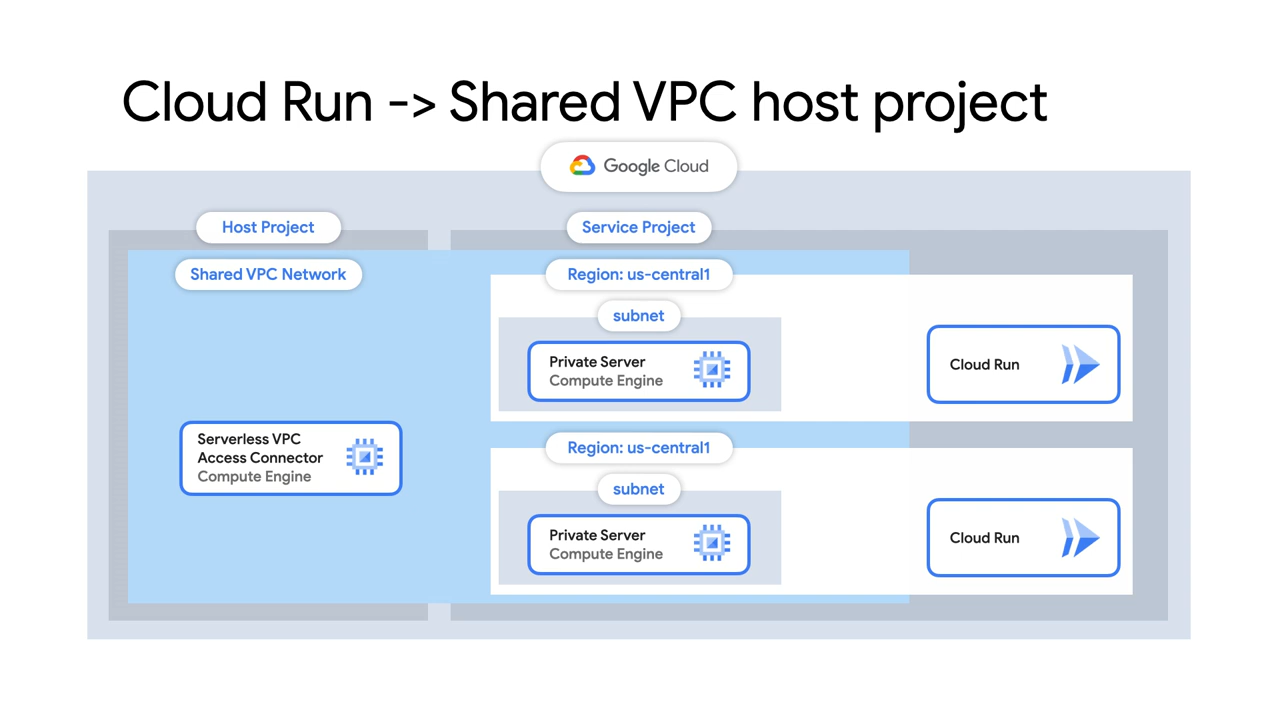 Cloud Run -> Shared VPC host project
Google Cloud
Host Project
Service Project
Shared VPC Network
Region: us-central1
subnet
Private Server
Compute Engine
Cloud Run
Serverless VPC
Access Connector
Compute Engine
Region: us-central1
subnet
Private Server
Compute Engine
Cloud Run